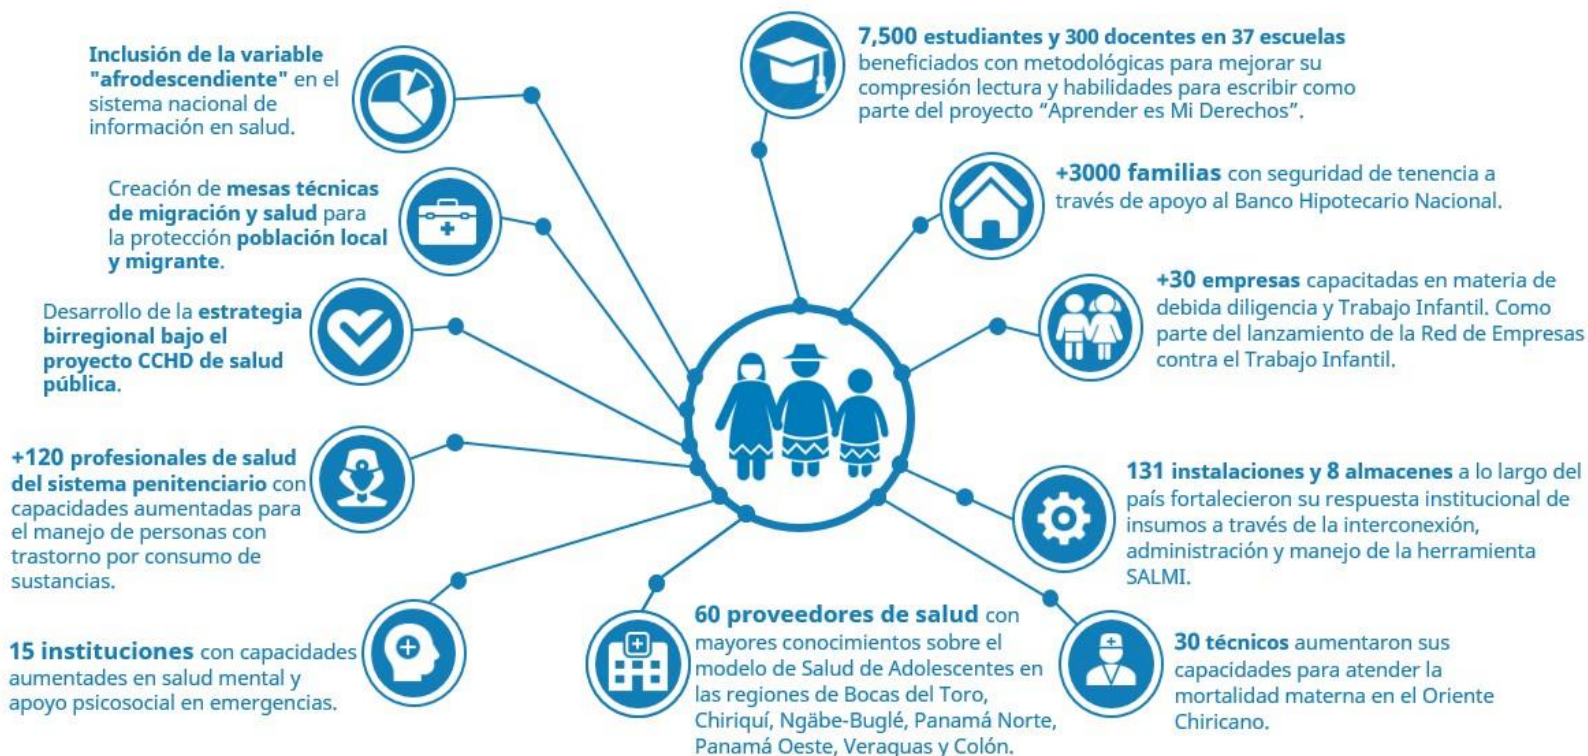 Inclusión de la variable
"afrodescendiente" en el
sistema nacional de
información en salud.
Creación de mesas técnicas
de migración y salud para
la protección población local
y migrante.
Desarrollo de la estrategia
birregional bajo el
proyecto CCHD de salud
pública.
+120 profesionales de salud
del sistema penitenciario con
capacidades aumentadas para
el manejo de personas con
trastorno por consumo de
sustancias.
15 instituciones con capacidades
aumentades en salud mental y
apoyo psicosocial en emergencias.
60 proveedores de salud con
mayores conocimientos sobre el
modelo de Salud de Adolescentes en
las regiones de Bocas del Toro,
Chiriquí, Ngäbe-Buglé, Panamá Norte,
Panamá Oeste, Veraguas y Colón.
7,500 estudiantes y 300 docentes en 37 escuelas
beneficiados con metodológicas para mejorar su
compresión lectura y habilidades para escribir como
parte del proyecto “Aprender es Mi Derechos”.
+3000 familias con seguridad de tenencia a
través de apoyo al Banco Hipotecario Nacional.
+30 empresas capacitadas en materia de
debida diligencia y Trabajo Infantil. Como
parte del lanzamiento de la Red de Empresas
contra el Trabajo Infantil.
131 instalaciones y 8 almacenes a lo largo del
país fortalecieron su respuesta institucional de
insumos a través de la interconexión,
administración y manejo de la herramienta
SALMI.
30 técnicos aumentaron sus
capacidades para atender la
mortalidad materna en el Oriente
Chiricano.